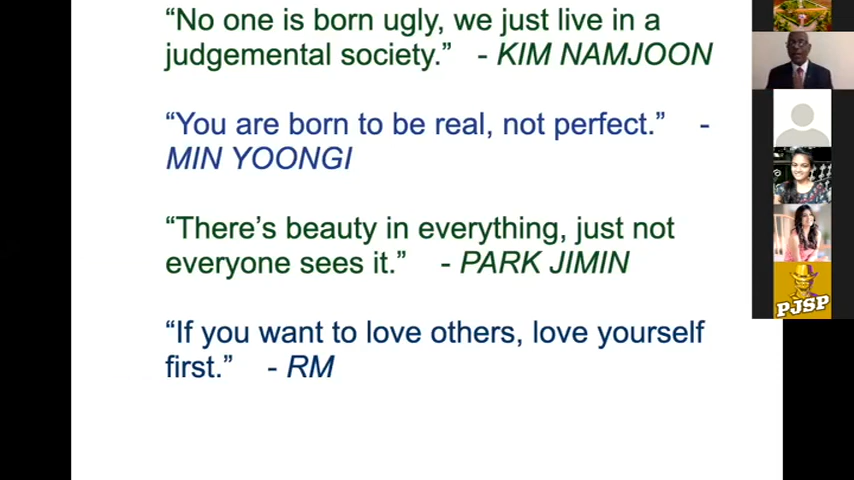 “No one is born ugly, we just live in a
judgemental society.” - KIM NAMJOON
“You are born to be real, not perfect.” -
MIN YOONGI
“There’s beauty in everything, just not
everyone sees it.” - PARK JIMIN
“If you want to love others, love yourself
first.” - RM
PJSP